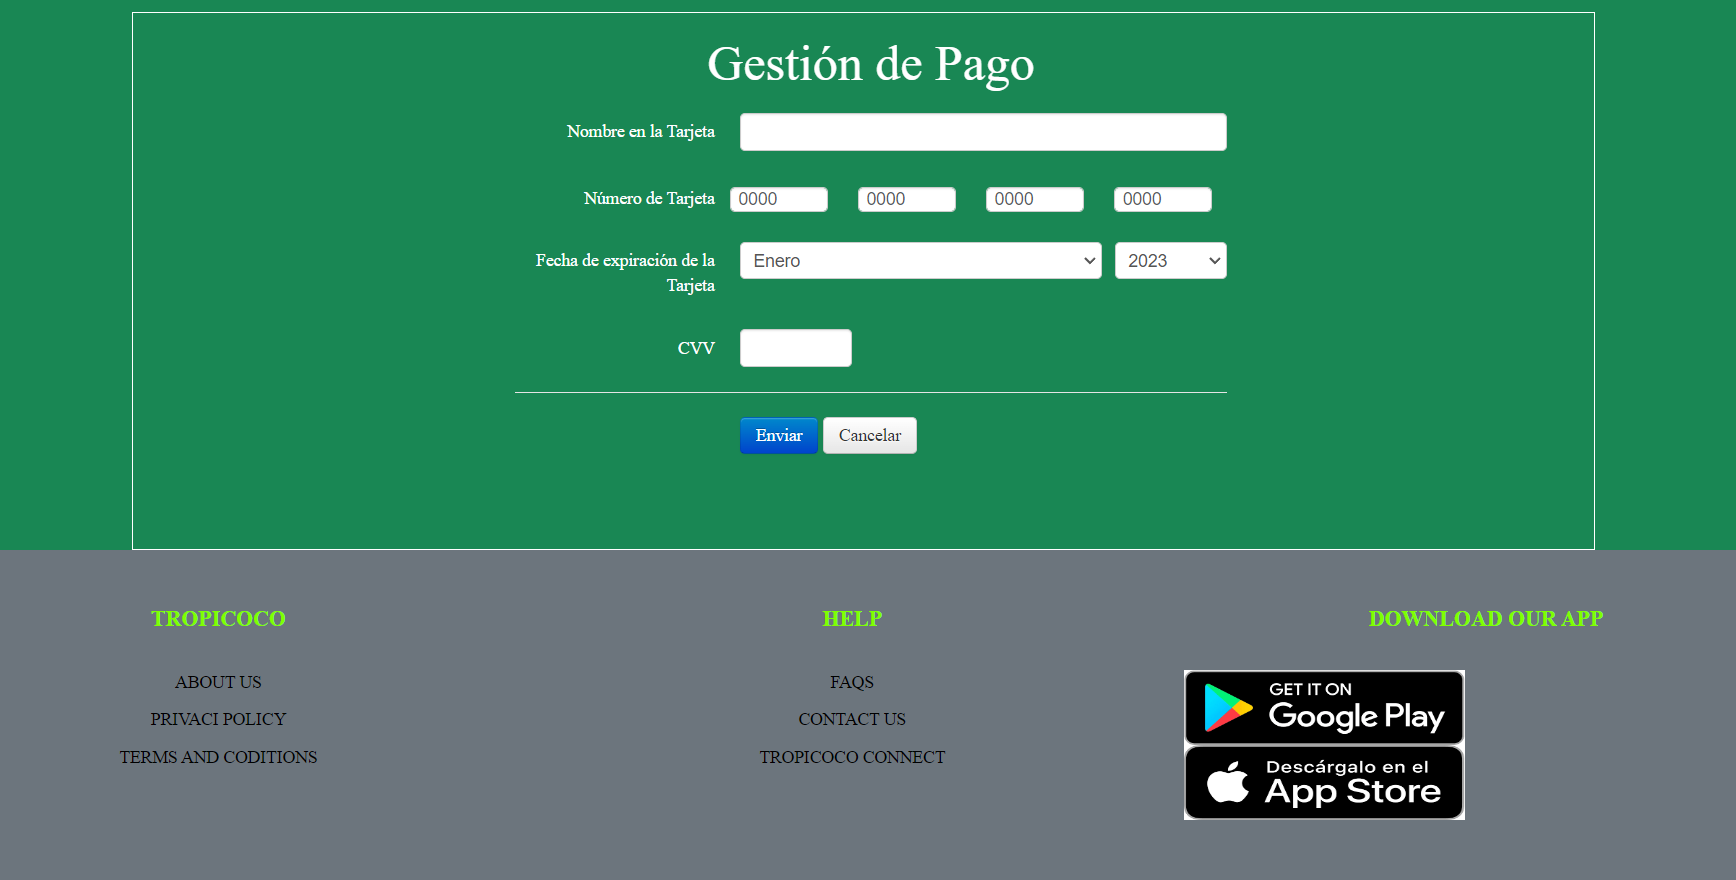 Gestión de Pago
Nombre en la Tarjeta
Número de Tarjeta 0000 0000 0000 0000
Fecha de expiración de la Tarjeta Enero 2023
CVV
Enviar Cancelar
TROPICOCO
ABOUT US
PRIVACI POLICY
TERMS AND CODITIONS
HELP
FAQS
CONTACT US
TROPICOCO CONNECT
DOWNLOAD OUR APP
GET IT ON
Google Play
Descárgalo en el
App Store